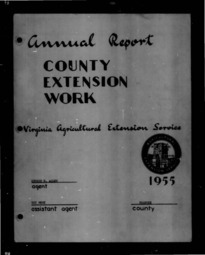 Annual Report
COUNTY
EXTENSION
WORK
Virginia Agricultural Extension Service
1955
agent
assistant agent
county